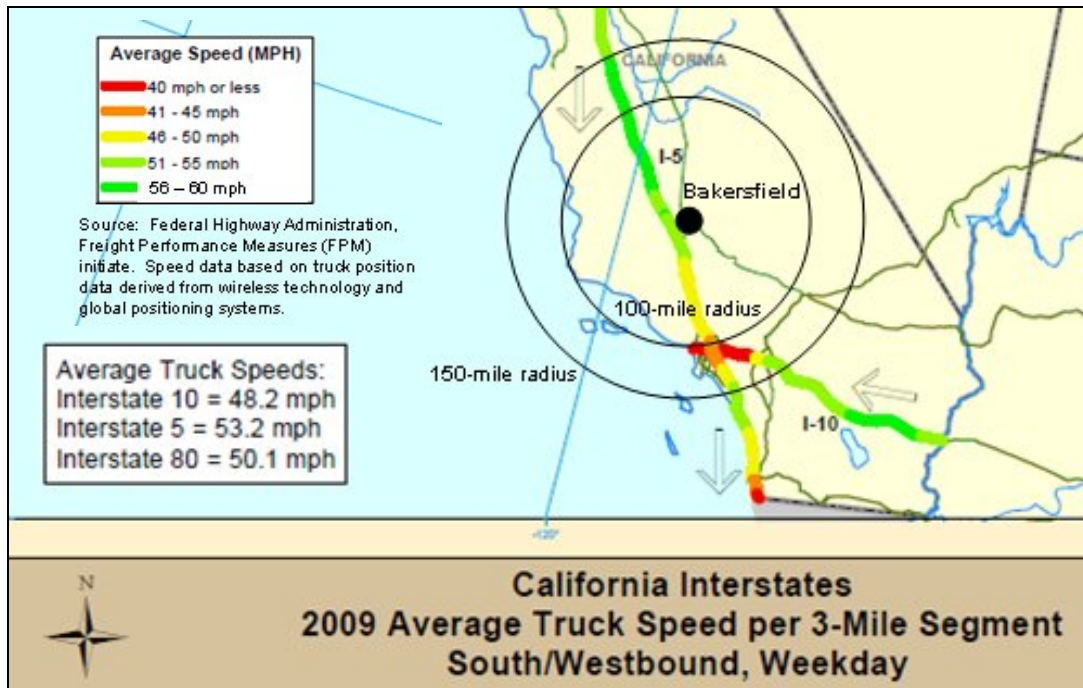 Average Speed (MPH)
40 mph or less
41 - 45 mph
46 - 50 mph
51 - 55 mph
56 – 60 mph
Source: Federal Highway Administration,
Freight Performance Measures (FPM)
initiate. Speed data based on truck position
data derived from wireless technology and
global positioning systems.
Average Truck Speeds:
Interstate 10 = 48.2 mph
Interstate 5 = 53.2 mph
Interstate 80 = 50.1 mph
CALIFORNIA
I-5
Bakersfield
100-mile radius
150-mile radius
I-10
-120°
N
California Interstates
2009 Average Truck Speed per 3-Mile Segment
South/Westbound, Weekday